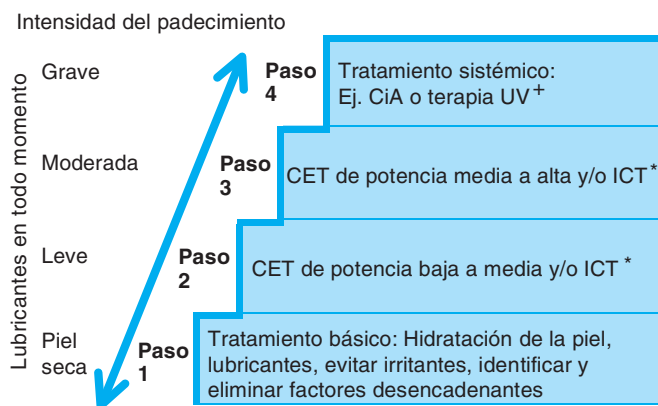 Intensidad del padecimiento
Lubricantes en todo momento
Grave
Paso
4
Tratamiento sistémico:
Ej. CiA o terapia UV+
Moderada
Paso
3
CET de potencia media a alta y/o ICT*
Leve
Paso
2
CET de potencia baja a media y/o ICT *
Piel
seca
Paso
1
Tratamiento básico: Hidratación de la piel,
lubricantes, evitar irritantes, identificar y
eliminar factores desencadenantes